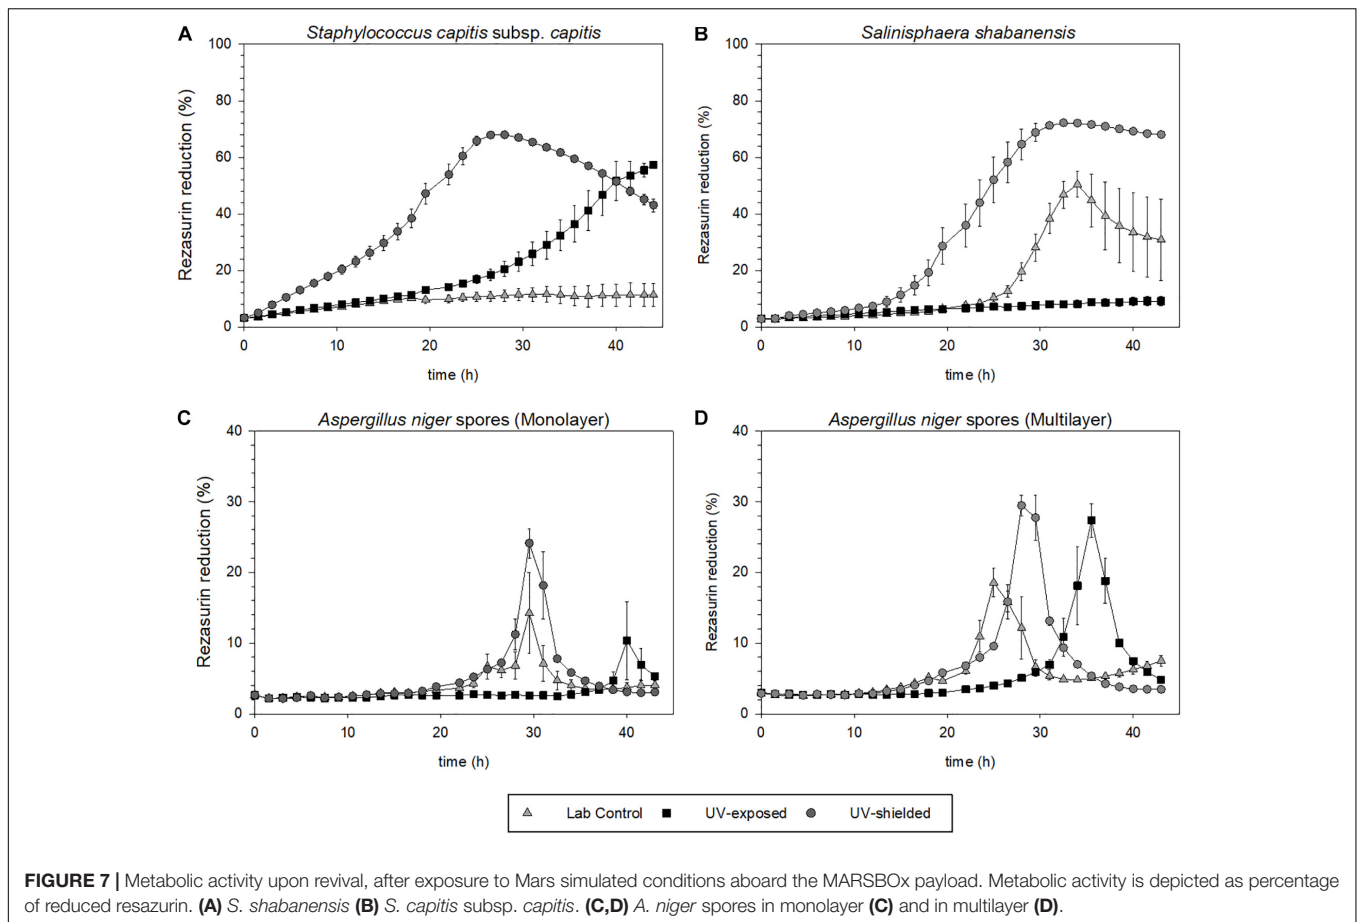 A Staphylococcus capitis subsp. capitis
Rezasurin reduction (%)
100
80
60
40
20
0
0 10 20 30 40
time (h)
B Salinisphaera shabanensis
Rezasurin reduction (%)
100
80
60
40
20
0
0 10 20 30 40
time (h)
C Aspergillus niger spores (Monolayer)
Rezasurin reduction (%)
40
30
20
10
0
0 10 20 30 40
time (h)
D Aspergillus niger spores (Multilayer)
Rezasurin reduction (%)
40
30
20
10
0
0 10 20 30 40
time (h)
Lab Control UV-exposed UV-shielded
FIGURE 7 | Metabolic activity upon revival, after exposure to Mars simulated conditions aboard the MARSBOx payload. Metabolic activity is depicted as percentage
of reduced resazurin. (A) S. shabanensis (B) S. capitis subsp. capitis. (C,D) A. niger spores in monolayer (C) and in multilayer (D).